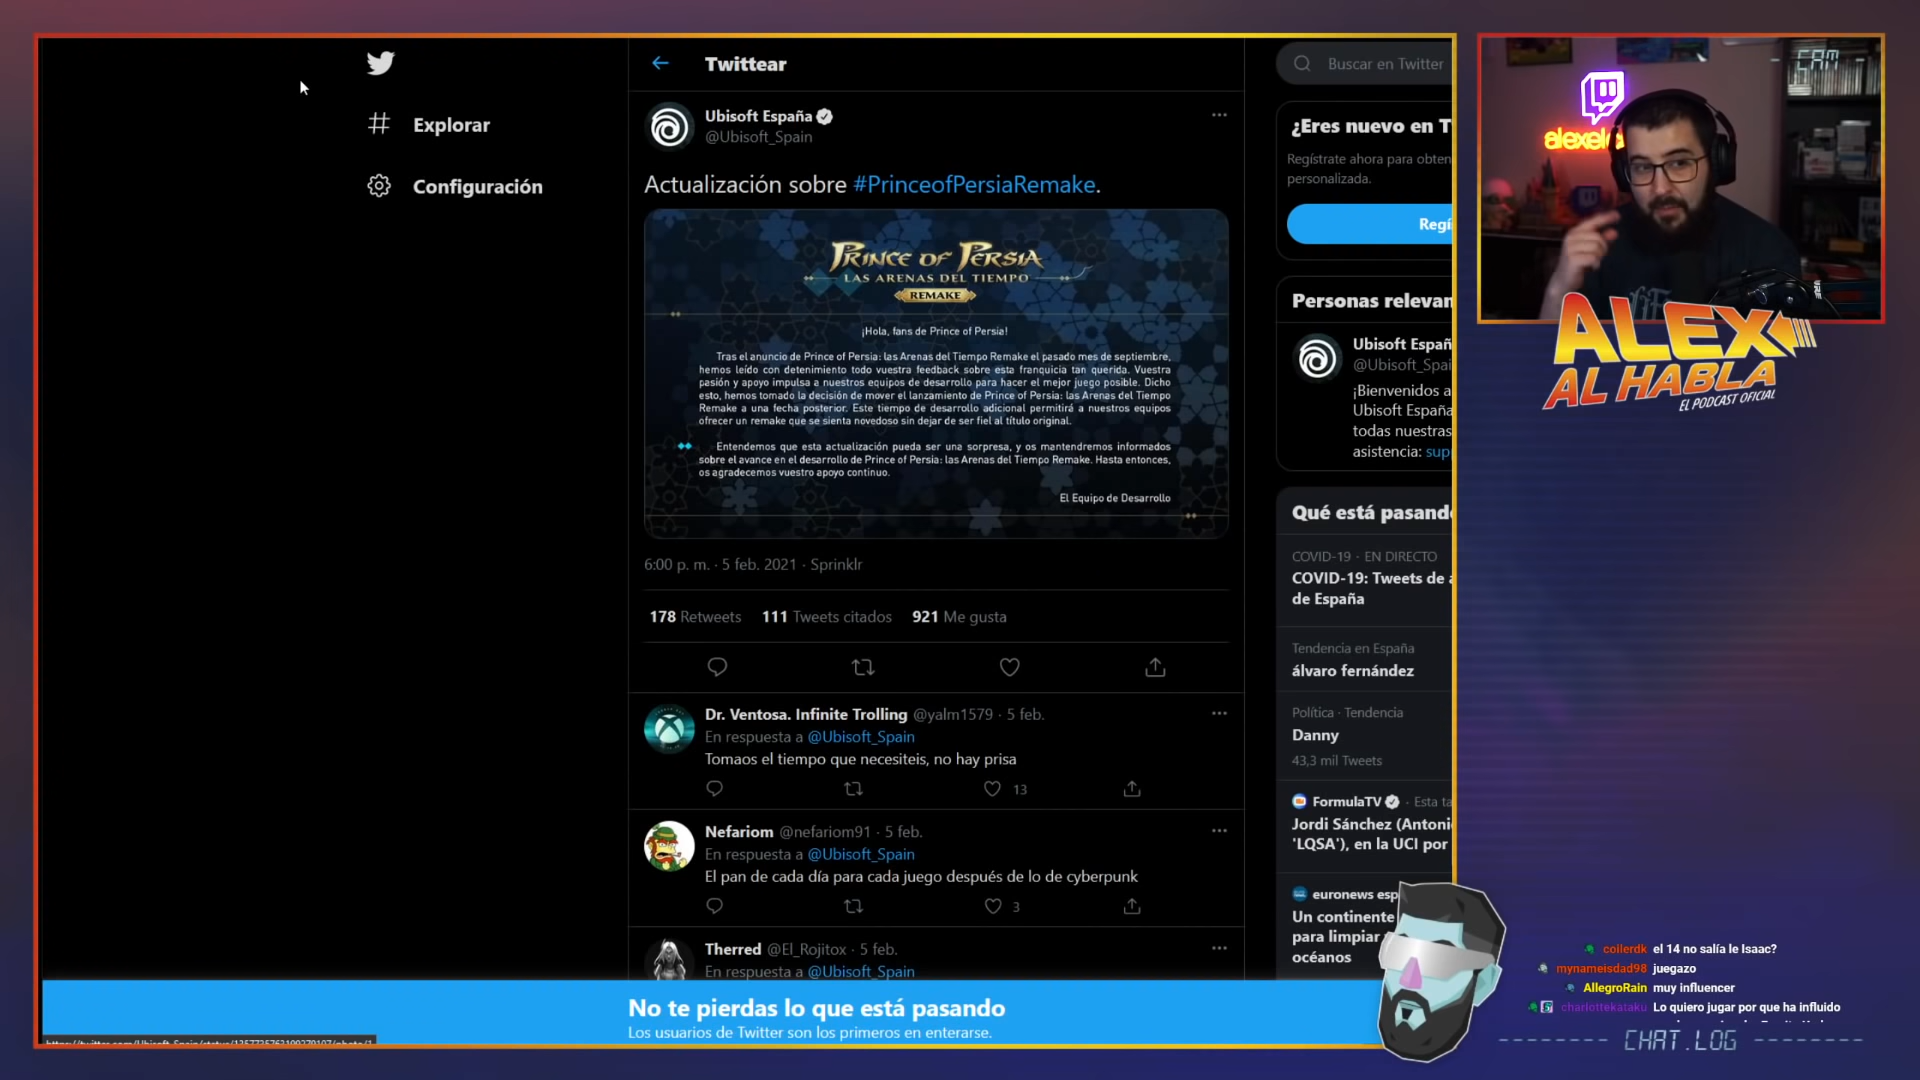 Explorar
Configuración
Twittear
Ubisoft España
@Ubisoft_Spain
Actualización sobre #PrinceofPersiaRemake.
PRINCE OF PERSIA
LAS ARENAS DEL TIEMPO
REMAKE
¡Hola, fans de Prince of Persia!
Tras el anuncio de Prince of Persia: las Arenas del Tiempo Remake el pasado mes de septiembre,
hemos leído con detenimiento todo vuestra feedback sobre esta franquicia tan querida. Vuestra
pasión y apoyo impulsa a nuestros equipos de desarrollo para hacer el mejor juego posible. Dicho
esto, hemos tomado la decisión de mover el lanzamiento de Prince of Persia: las Arenas del Tiempo
Remake a una fecha posterior. Este tiempo de desarrollo adicional permitirá a nuestros equipos
ofrecer un remake que se sienta novedoso sin dejar de ser fiel al título original.
Entendemos que esta actualización pueda ser una sorpresa, y os mantendremos informados
sobre el avance en el desarrollo de Prince of Persia: las Arenas del Tiempo Remake. Hasta entonces,
os agradecemos vuestro apoyo continuo.
El Equipo de Desarrollo
6:00 p. m. · 5 feb. 2021 · Sprinklr
178 Retweets 111 Tweets citados 921 Me gusta
Dr. Ventosa. Infinite Trolling @yalm1579 · 5 feb.
En respuesta a @Ubisoft_Spain
Tomaos el tiempo que necesiteis, no hay prisa
13
Nefariom @nefariom91 · 5 feb.
En respuesta a @Ubisoft_Spain
El pan de cada día para cada juego después de lo de cyberpunk
3
Therred @El_Rojitox · 5 feb.
En respuesta a @Ubisoft_Spain
No te pierdas lo que está pasando
Los usuarios de Twitter son los primeros en enterarse.
Buscar en Twitter
¿Eres nuevo en T
Regístrate ahora para obten
personalizada.
Regí
Personas relevan
Ubisoft Españ
@Ubisoft_Spai
¡Bienvenidos a
Ubisoft España
todas nuestras
asistencia: sup
Qué está pasand
COVID-19 · EN DIRECTO
COVID-19: Tweets de a
de España
Tendencia en España
álvaro fernández
Política · Tendencia
Danny
43,3 mil Tweets
FormulaTV · Esta ta
Jordi Sánchez (Antoni
'LQSA'), en la UCI por
euronews esp
Un continente
para limpiar
océanos
CAM
alexelc
ALEX
AL HABLA
EL PODCAST OFICIAL
coilerdk el 14 no salía le Isaac?
mynameisdad98 juegazo
AllegroRain muy influencer
charlottekataku Lo quiero jugar por que ha influido
CHAT.LOG